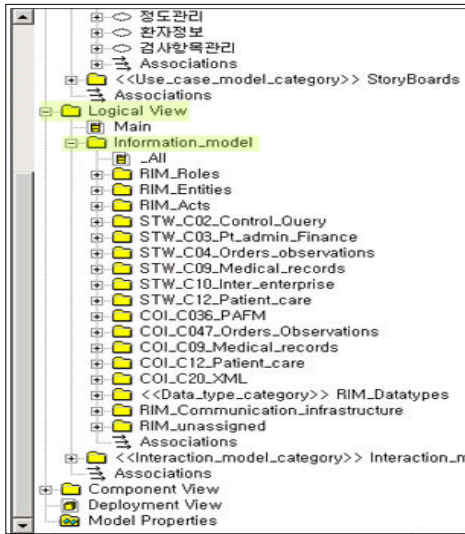 정도관리
환자정보
검사항목관리
Associations
<<Use_case_model_category>> StoryBoards
Associations
Logical View
Main
Information_model
_All
RIM_Roles
RIM_Entities
RIM_Acts
STW_C02_Control_Query
STW_C03_Pt_admin_Finance
STW_C04_Orders_observations
STW_C09_Medical_records
STW_C10_Inter_enterprise
STW_C12_Patient_care
COI_C036_PAFM
COI_C047_Orders_Observations
COI_C09_Medical_records
COI_C12_Patient_care
COI_C20_XML
<<Data_type_category>> RIM_Datatypes
RIM_Communication_infrastructure
RIM_unassigned
Associations
<<Interaction_model_category>> Interaction_m
Associations
Component View
Deployment View
Model Properties